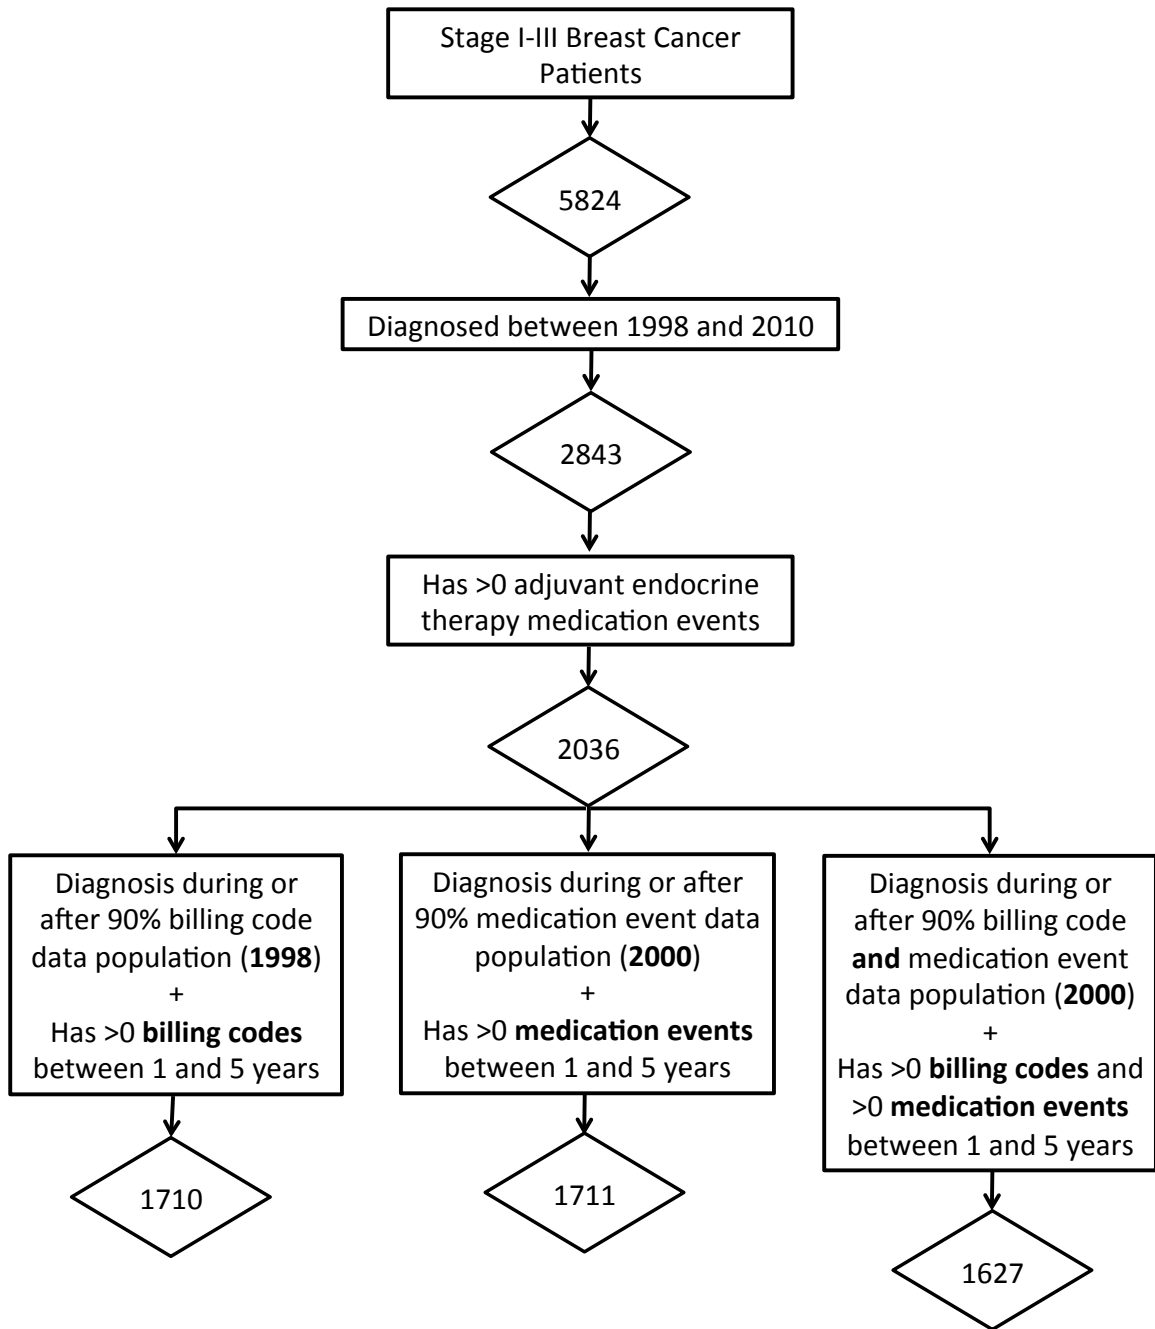 Stage I-III Breast Cancer
Patients
5824
Diagnosed between 1998 and 2010
2843
Has >0 adjuvant endocrine
therapy medication events
2036
Diagnosis during or
after 90% billing code
data population (1998)
+
Has >0 billing codes
between 1 and 5 years
1710
Diagnosis during or after
90% medication event data
population (2000)
+
Has >0 medication events
between 1 and 5 years
1711
Diagnosis during or
after 90% billing code
and medication event
data population (2000)
+
Has >0 billing codes and
>0 medication events
between 1 and 5 years
1627